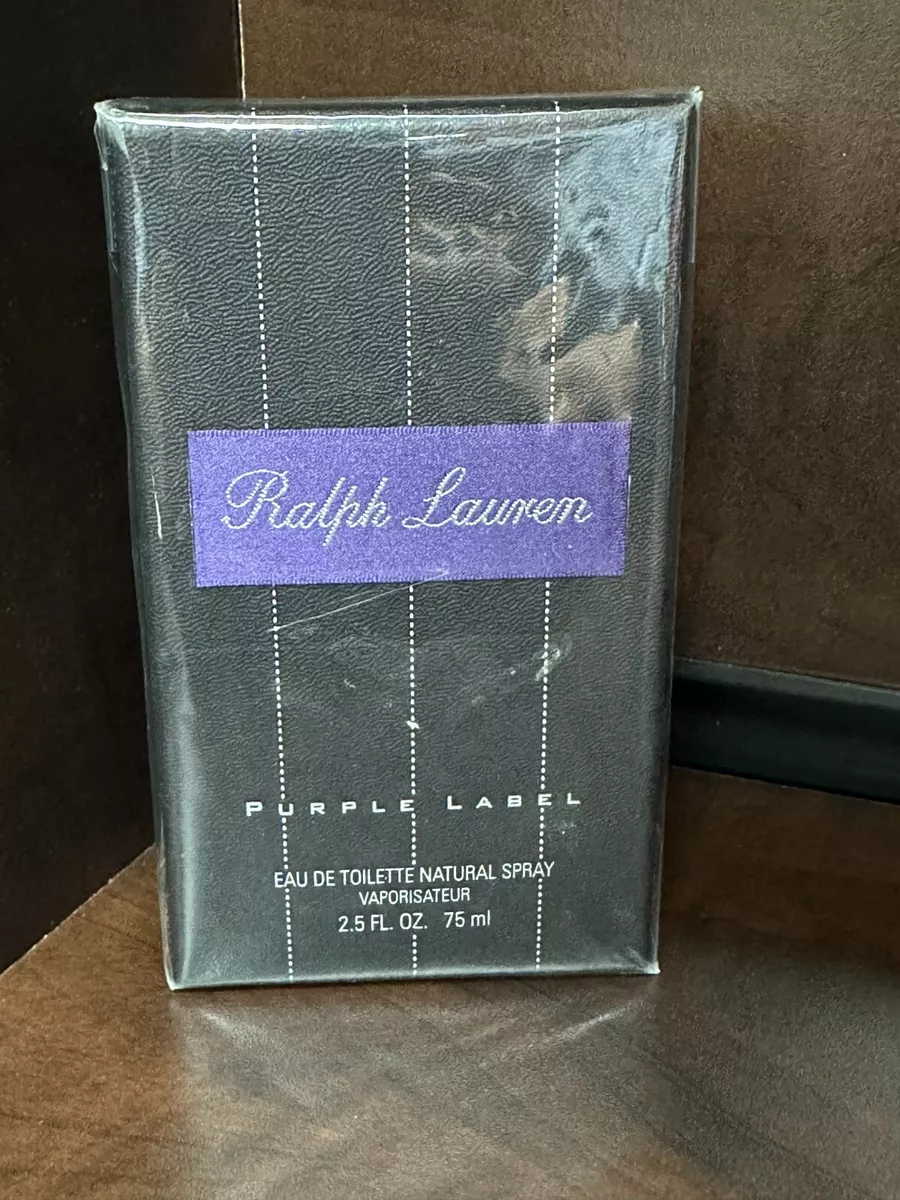 Ralph Lauren
PURPLE LABEL
EAU DE TOILETTE NATURAL SPRAY
VAPORISATEUR
2.5 FL. OZ. 75 ml